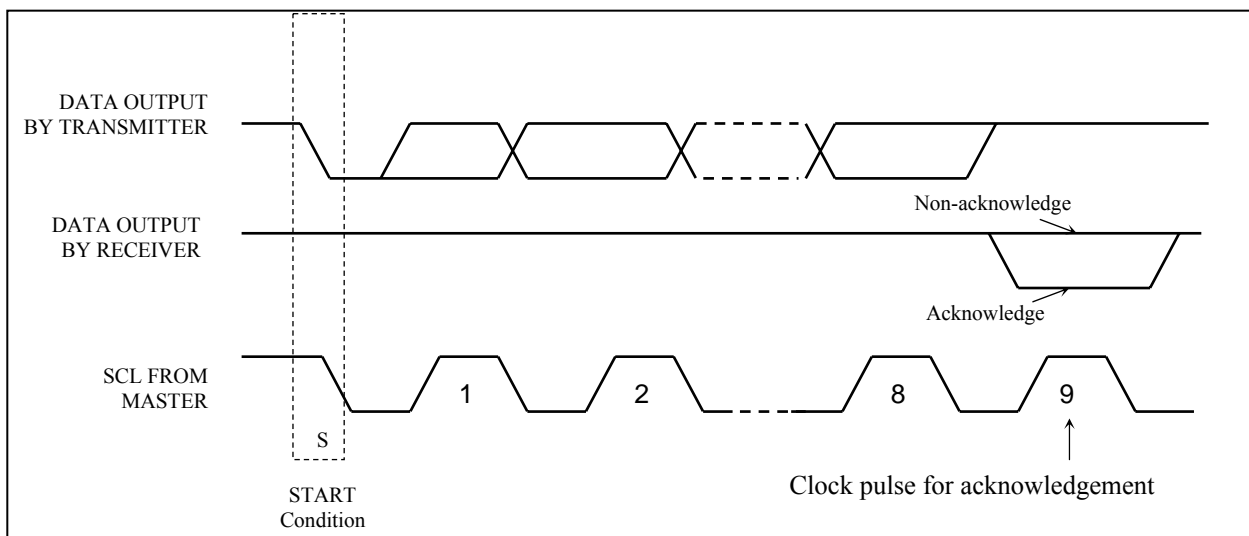 DATA OUTPUT
BY TRANSMITTER
Non-acknowledge
DATA OUTPUT
BY RECEIVER
Acknowledge
SCL FROM
MASTER
1
2
8
9
S
START
Condition
Clock pulse for acknowledgement